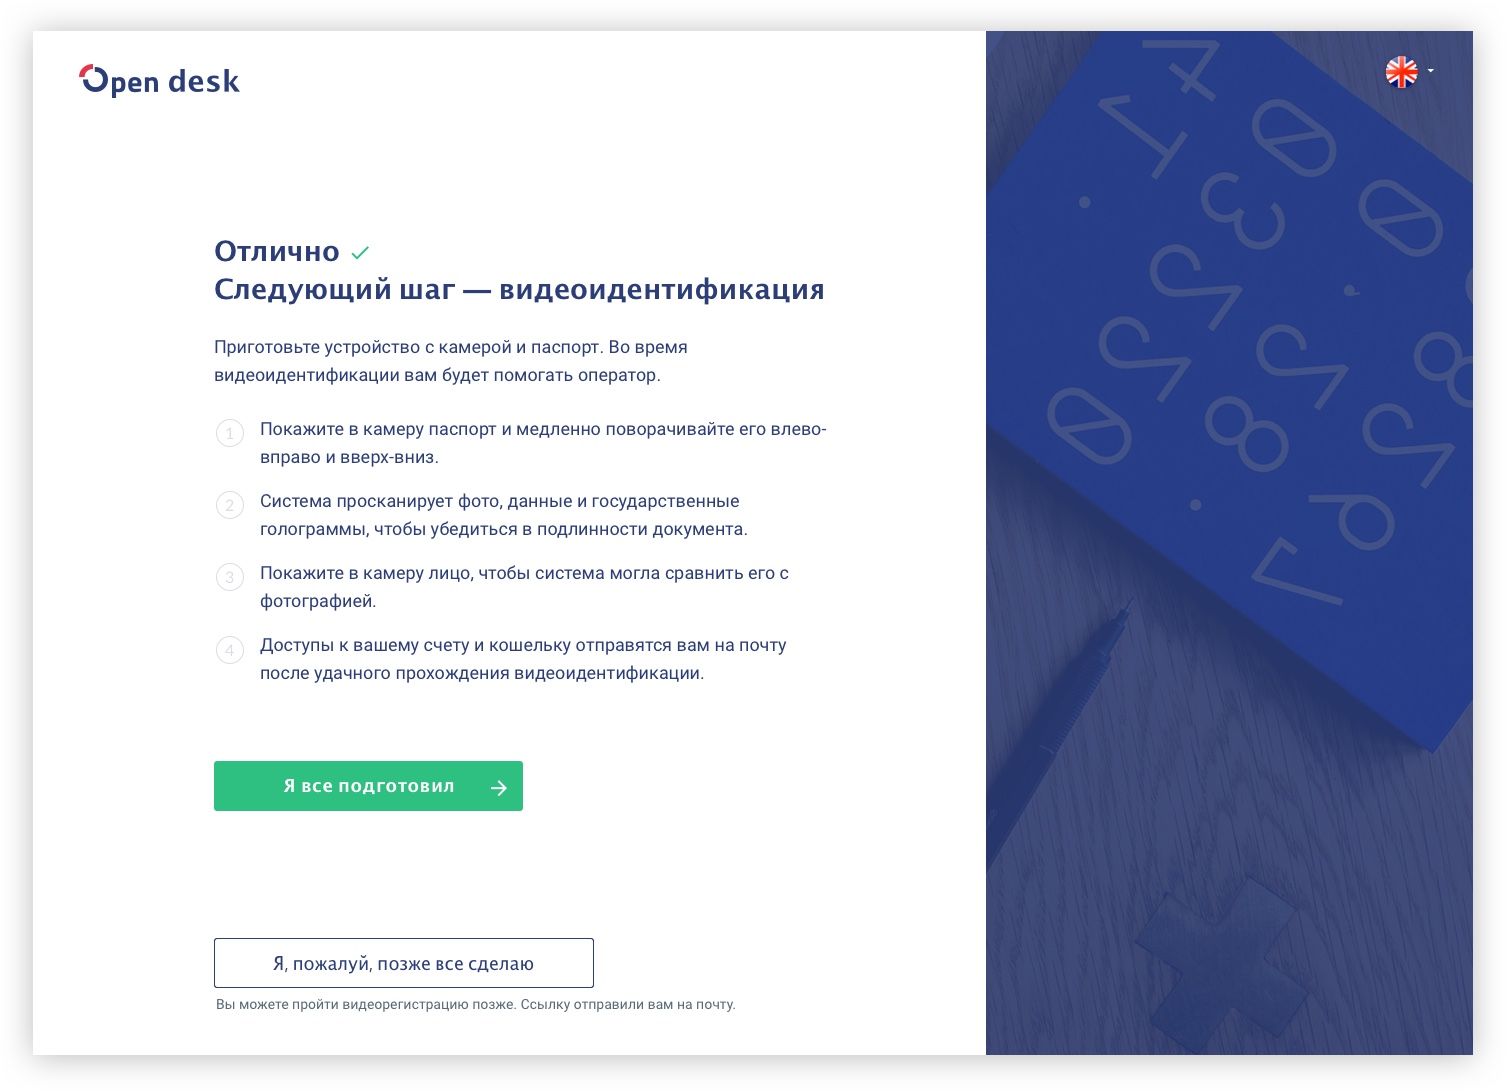 Open desk
Отлично
Следующий шаг — видеоидентификация
Приготовьте устройство с камерой и паспорт. Во время
видеоидентификации вам будет помогать оператор.
1 Покажите в камеру паспорт и медленно поворачивайте его влево-
вправо и вверх-вниз.
2 Система просканирует фото, данные и государственные
голограммы, чтобы убедиться в подлинности документа.
3 Покажите в камеру лицо, чтобы система могла сравнить его с
фотографией.
4 Доступы к вашему счету и кошельку отправятся вам на почту
после удачного прохождения видеоидентификации.
Я все подготовил
Я, пожалуй, позже все сделаю
Вы можете пройти видеорегистрацию позже. Ссылку отправили вам на почту.